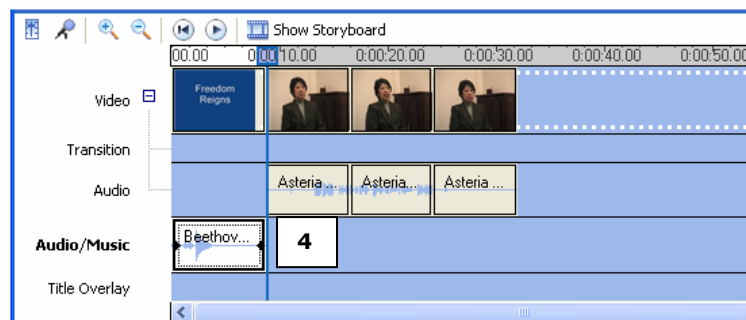 Show Storyboard
00.00 0:00:10.00 0:00:20.00 0:00:30.00 0:00:40.00 0:00:50.00
Freedom
Reigns
Video
Transition
Audio
Asteria ... Asteria... Asteria ...
Audio/Music
Beethov...
4
Title Overlay